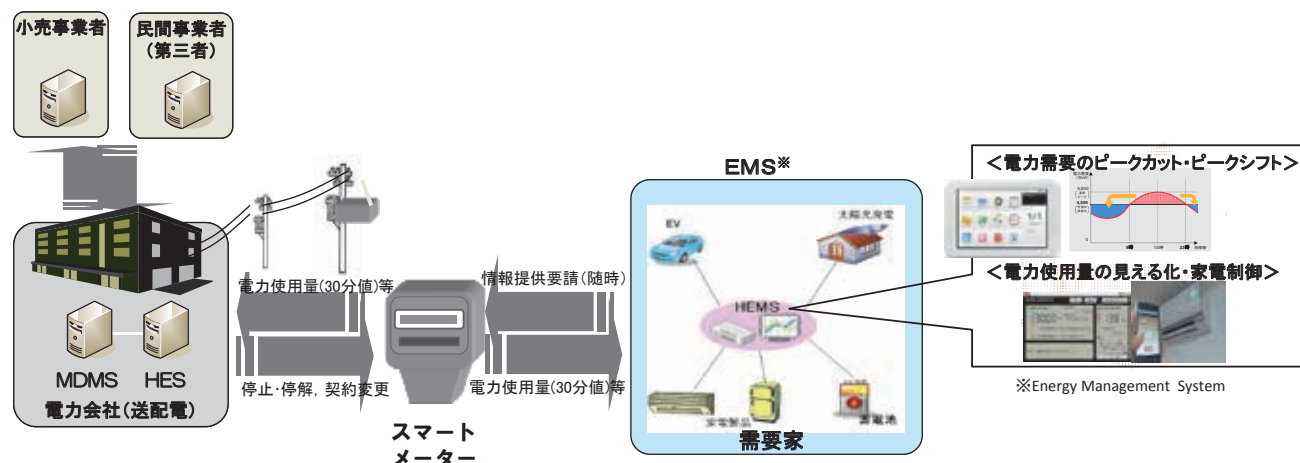 小売事業者
民間事業者
(第三者)
EMS※
<電力需要のピークカット・ピークシフト>
EV
太陽光発電
電力使用量(30分値)等
情報提供要請(随時)
<電力使用量の見える化・家電制御>
HEMS
MDMS
HES
停止・停解, 契約変更
電力使用量(30分値)等
※Energy Management System
電力会社(送配電)
家電製品
蓄電池
需要家
スマート
メーター